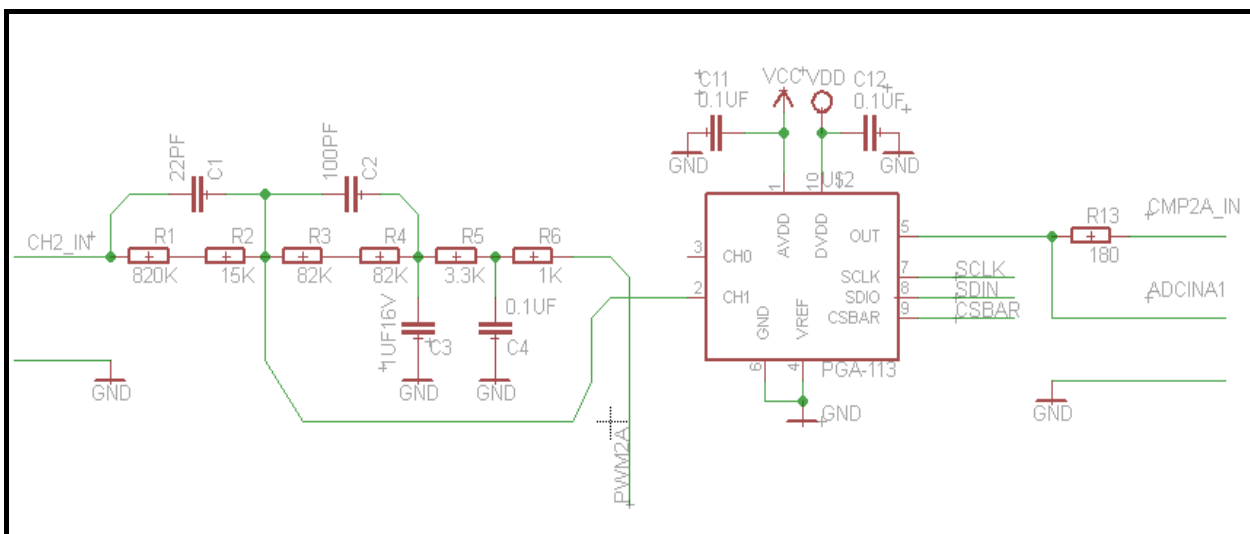 22PF
C1
100PF
C2
CH2_IN
R1
R2
R3
R4
R5
R6
820K
15K
82K
82K
3.3K
1K
1UF16V
C3
0.1UF
C4
GND
GND
GND
PWM2A
C11
0.1UF
VCC
VDD
C12
0.1UF
GND
GND
1
10
U$2
AVDD
DVDD
3
CH0
2
CH1
OUT
5
SCLK
7
SCLK
SDIO
8
SDIN
CSBAR
9
CSBAR
GND
VREF
6
4
PGA-113
GND
R13
180
CMP2A_IN
ADCINA1
GND